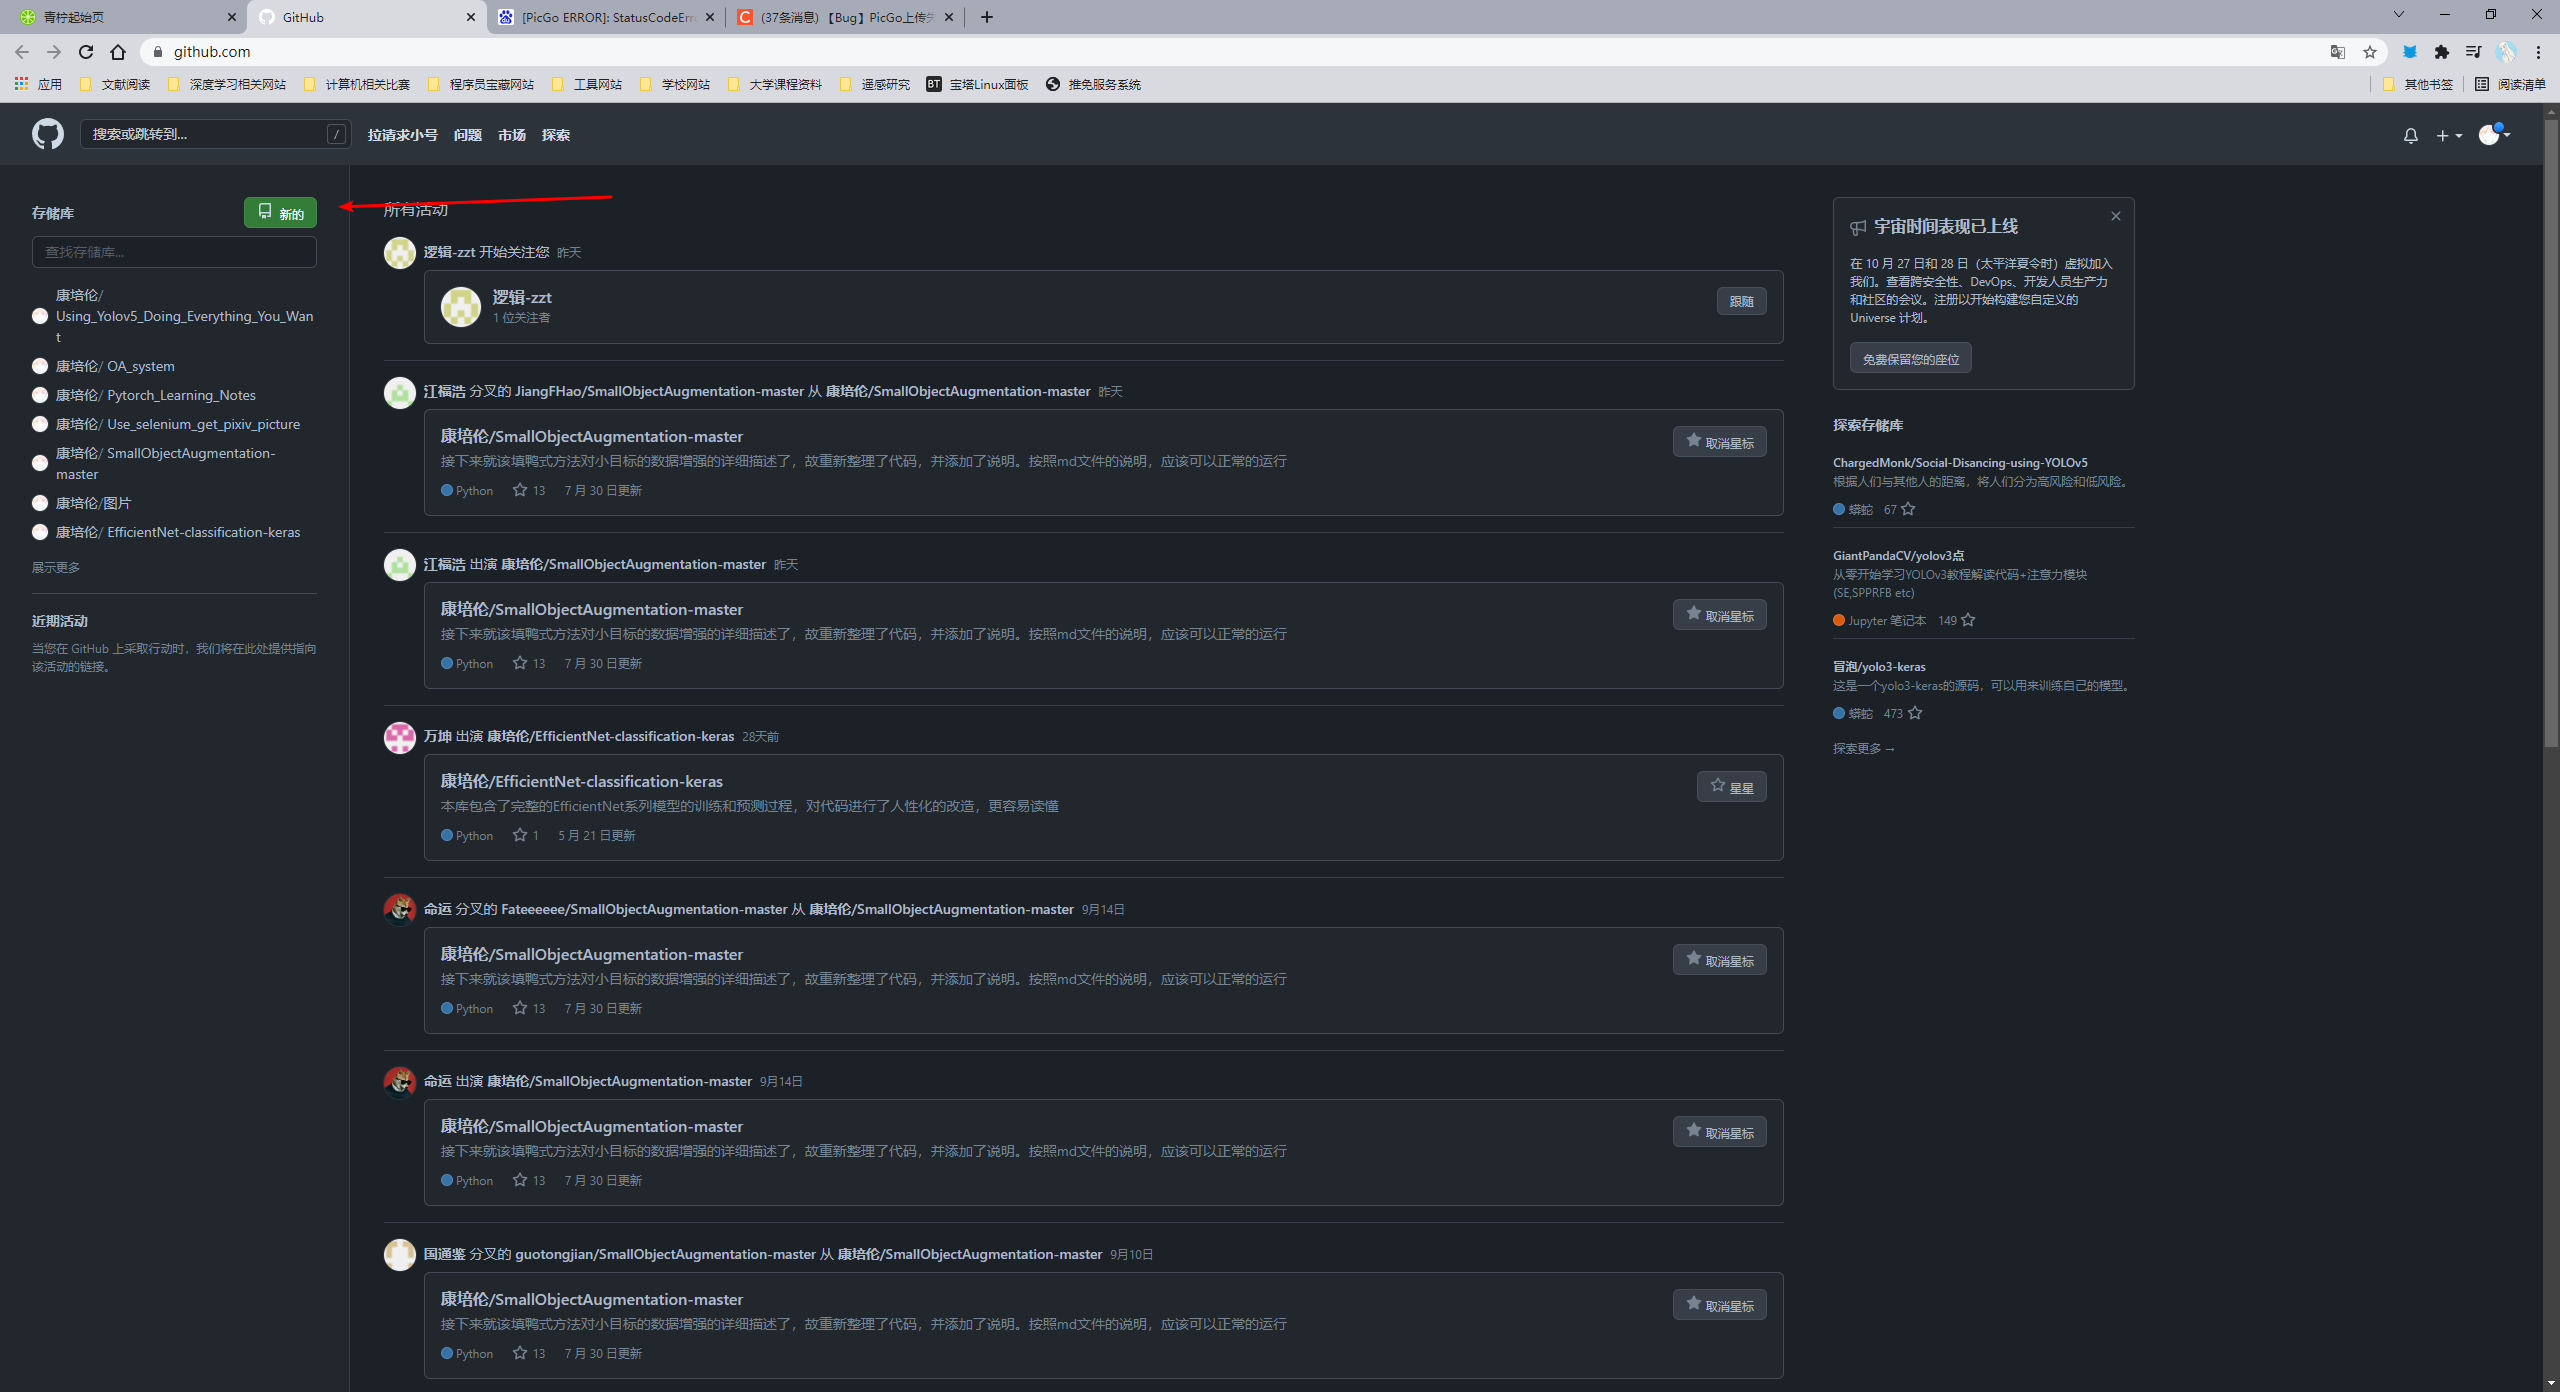 青柠起始页
GitHub
[PicGo ERROR]: StatusCodeErr
(37条消息) 【Bug】PicGo上传失
github.com
应用
文献阅读
深度学习相关网站
计算机相关比赛
程序员宝藏网站
工具网站
学校网站
大学课程资料
遥感研究
BT 宝塔Linux面板
推免服务系统
其他书签
阅读清单
搜索或跳转到...
/
拉请求小号
问题
市场
探索
存储库
新的
查找存储库...
康培伦/
Using_Yolov5_Doing_Everything_You_Wan
t
康培伦/ OA_system
康培伦/ Pytorch_Learning_Notes
康培伦/ Use_selenium_get_pixiv_picture
康培伦/ SmallObjectAugmentation-
master
康培伦/图片
康培伦/ EfficientNet-classification-keras
展示更多
近期活动
当您在 GitHub 上采取行动时，我们将在此处提供指向
该活动的链接。
所有活动
逻辑-zzt 开始关注您 昨天
逻辑-zzt
1 位关注者
跟随
江福浩 分叉的 JiangFHao/SmallObjectAugmentation-master 从 康培伦/SmallObjectAugmentation-master 昨天
康培伦/SmallObjectAugmentation-master
取消星标
接下来就该填鸭式方法对小目标的数据增强的详细描述了，故重新整理了代码，并添加了说明。按照md文件的说明，应该可以正常的运行
Python 13 7 月 30 日更新
江福浩 出演 康培伦/SmallObjectAugmentation-master 昨天
康培伦/SmallObjectAugmentation-master
取消星标
接下来就该填鸭式方法对小目标的数据增强的详细描述了，故重新整理了代码，并添加了说明。按照md文件的说明，应该可以正常的运行
Python 13 7 月 30 日更新
万坤 出演 康培伦/EfficientNet-classification-keras 28天前
康培伦/EfficientNet-classification-keras
星星
本库包含了完整的EfficientNet系列模型的训练和预测过程，对代码进行了人性化的改造，更容易读懂
Python 1 5 月 21 日更新
命运 分叉的 Fateeeeee/SmallObjectAugmentation-master 从 康培伦/SmallObjectAugmentation-master 9月14日
康培伦/SmallObjectAugmentation-master
取消星标
接下来就该填鸭式方法对小目标的数据增强的详细描述了，故重新整理了代码，并添加了说明。按照md文件的说明，应该可以正常的运行
Python 13 7 月 30 日更新
命运 出演 康培伦/SmallObjectAugmentation-master 9月14日
康培伦/SmallObjectAugmentation-master
取消星标
接下来就该填鸭式方法对小目标的数据增强的详细描述了，故重新整理了代码，并添加了说明。按照md文件的说明，应该可以正常的运行
Python 13 7 月 30 日更新
国通鉴 分叉的 guotongjian/SmallObjectAugmentation-master 从 康培伦/SmallObjectAugmentation-master 9月10日
康培伦/SmallObjectAugmentation-master
取消星标
接下来就该填鸭式方法对小目标的数据增强的详细描述了，故重新整理了代码，并添加了说明。按照md文件的说明，应该可以正常的运行
Python 13 7 月 30 日更新
宇宙时间表现已上线
在 10 月 27 日和 28 日（太平洋夏令时）虚拟加入
我们。查看跨安全性、DevOps、开发人员生产力
和社区的会议。注册以开始构建您自定义的
Universe 计划。
免费保留您的座位
探索存储库
ChargedMonk/Social-Disancing-using-YOLOv5
根据人们与其他人的距离，将人们分为高风险和低风险。
蟒蛇 67
GiantPandaCV/yolov3点
从零开始学习YOLOv3教程解读代码+注意力模块
(SE,SPPRFB etc)
Jupyter 笔记本 149
冒泡/yolo3-keras
这是一个yolo3-keras的源码，可以用来训练自己的模型。
蟒蛇 473
探索更多 →